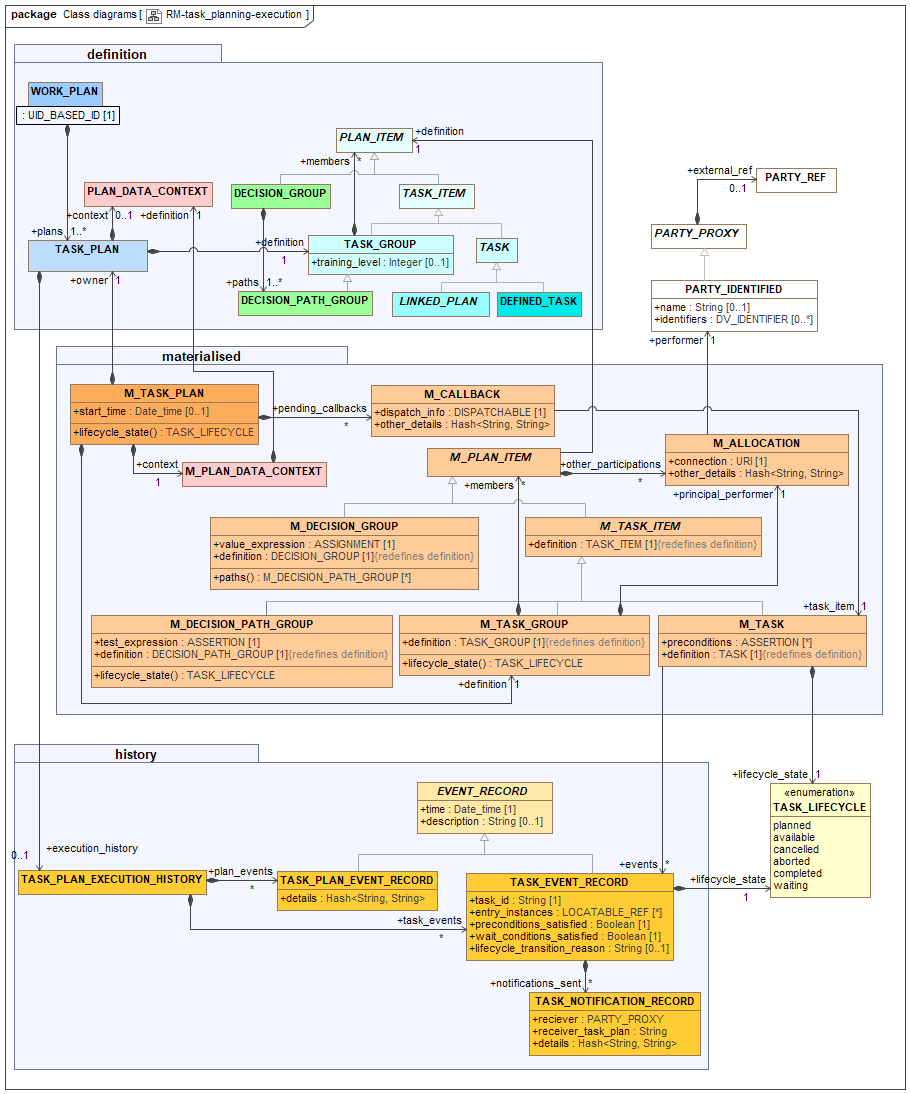 package Class diagrams [ RM-task_planning-execution ]
definition
WORK_PLAN
: UID_BASED_ID [1]
PLAN_ITEM
+definition
1
+members
*
PLAN_DATA_CONTEXT
DECISION_GROUP
TASK_ITEM
+external_ref
0..1
PARTY_REF
+context
0..1
+definition
1
+plans
1..*
TASK_PLAN
+definition
1
TASK_GROUP
+training_level : Integer [0..1]
TASK
PARTY_PROXY
+owner
1
+paths
1..*
DECISION_PATH_GROUP
LINKED_PLAN
DEFINED_TASK
PARTY_IDENTIFIED
+name : String [0..1]
+identifiers : DV_IDENTIFIER [0..*]
+performer
1
materialised
M_TASK_PLAN
+start_time : Date_time [0..1]
+lifecycle_state() : TASK_LIFECYCLE
+pending_callbacks
*
M_CALLBACK
+dispatch_info : DISPATCHABLE [1]
+other_details : Hash<String, String>
M_ALLOCATION
+connection : URI [1]
+other_details : Hash<String, String>
+context
1
M_PLAN_DATA_CONTEXT
M_PLAN_ITEM
+other_participations
*
+members
*
+principal_performer
1
M_DECISION_GROUP
+value_expression : ASSIGNMENT [1]
+definition : DECISION_GROUP [1]{redefines definition}
+paths() : M_DECISION_PATH_GROUP [*]
M_TASK_ITEM
+definition : TASK_ITEM [1]{redefines definition}
+task_item
1
M_DECISION_PATH_GROUP
+test_expression : ASSERTION [1]
+definition : DECISION_PATH_GROUP [1]{redefines definition}
+lifecycle_state() : TASK_LIFECYCLE
M_TASK_GROUP
+definition : TASK_GROUP [1]{redefines definition}
+lifecycle_state() : TASK_LIFECYCLE
M_TASK
+preconditions : ASSERTION [*]
+definition : TASK [1]{redefines definition}
+definition
1
history
+lifecycle_state
1
EVENT_RECORD
+time : Date_time [1]
+description : String [0..1]
«enumeration»
TASK_LIFECYCLE
planned
available
cancelled
aborted
completed
waiting
0..1
+execution_history
TASK_PLAN_EXECUTION_HISTORY
+plan_events
*
TASK_PLAN_EVENT_RECORD
+details : Hash<String, String>
+events
*
TASK_EVENT_RECORD
+task_id : String [1]
+entry_instances : LOCATABLE_REF [*]
+preconditions_satisfied : Boolean [1]
+wait_conditions_satisfied : Boolean [1]
+lifecycle_transition_reason : String [0..1]
+lifecycle_state
1
+task_events
*
+notifications_sent
*
TASK_NOTIFICATION_RECORD
+reciever : PARTY_PROXY
+receiver_task_plan : String
+details : Hash<String, String>